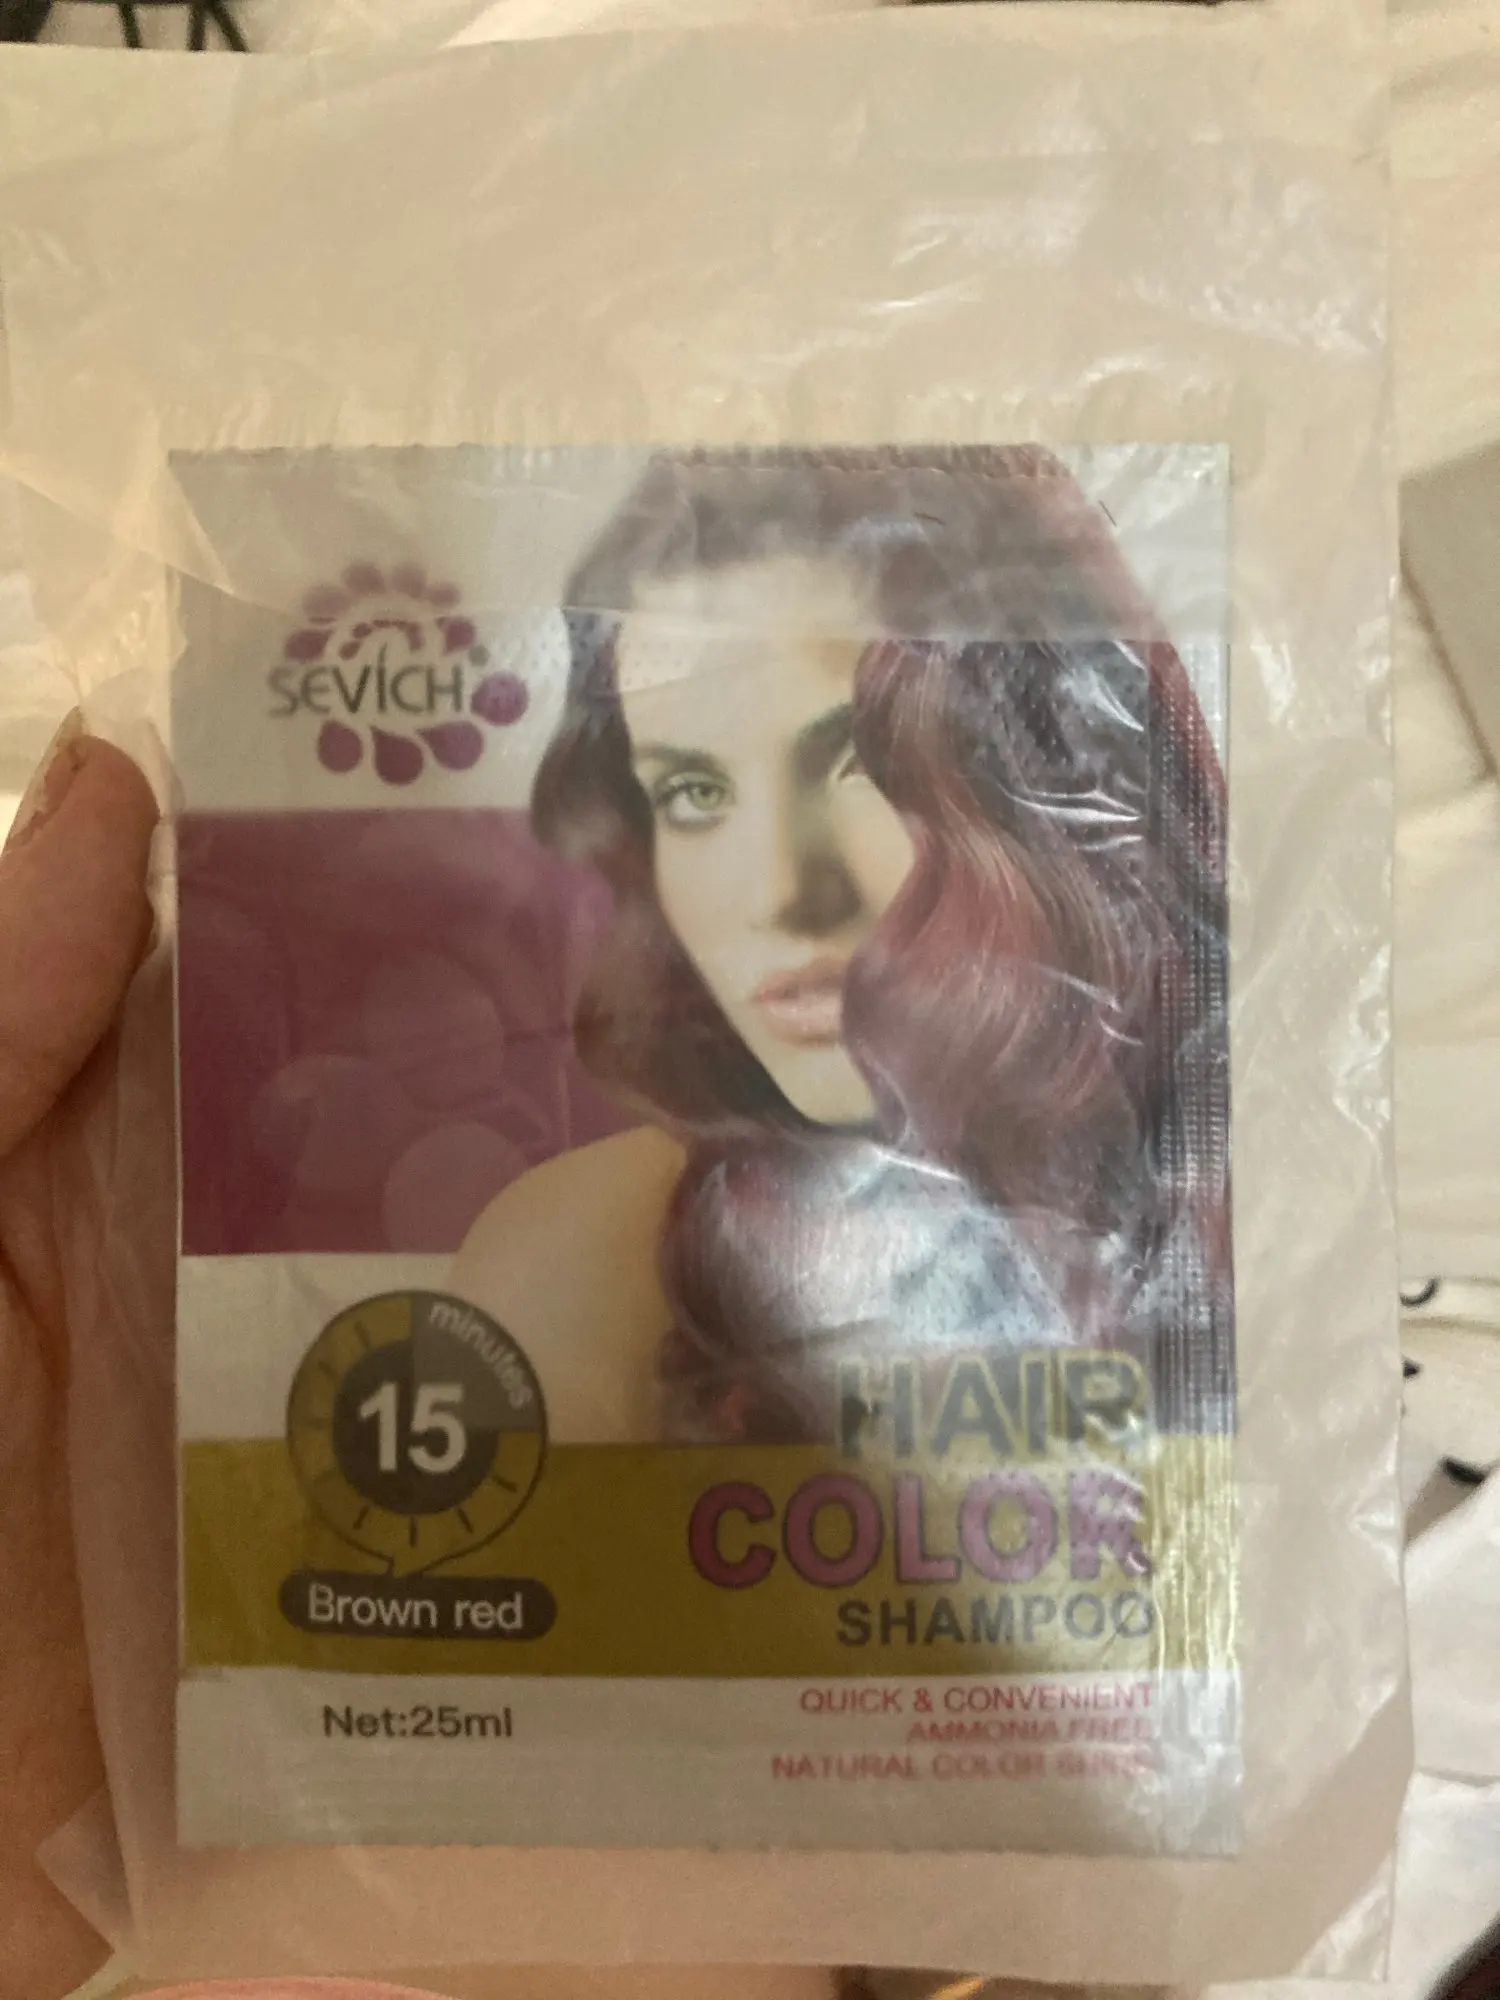 SEVICH
minutes
15
Brown red
Net:25ml
HAIR
COLOR
SHAMPOO
QUICK & CONVENIENT
AMMONIA FREE
NATURAL COLOR